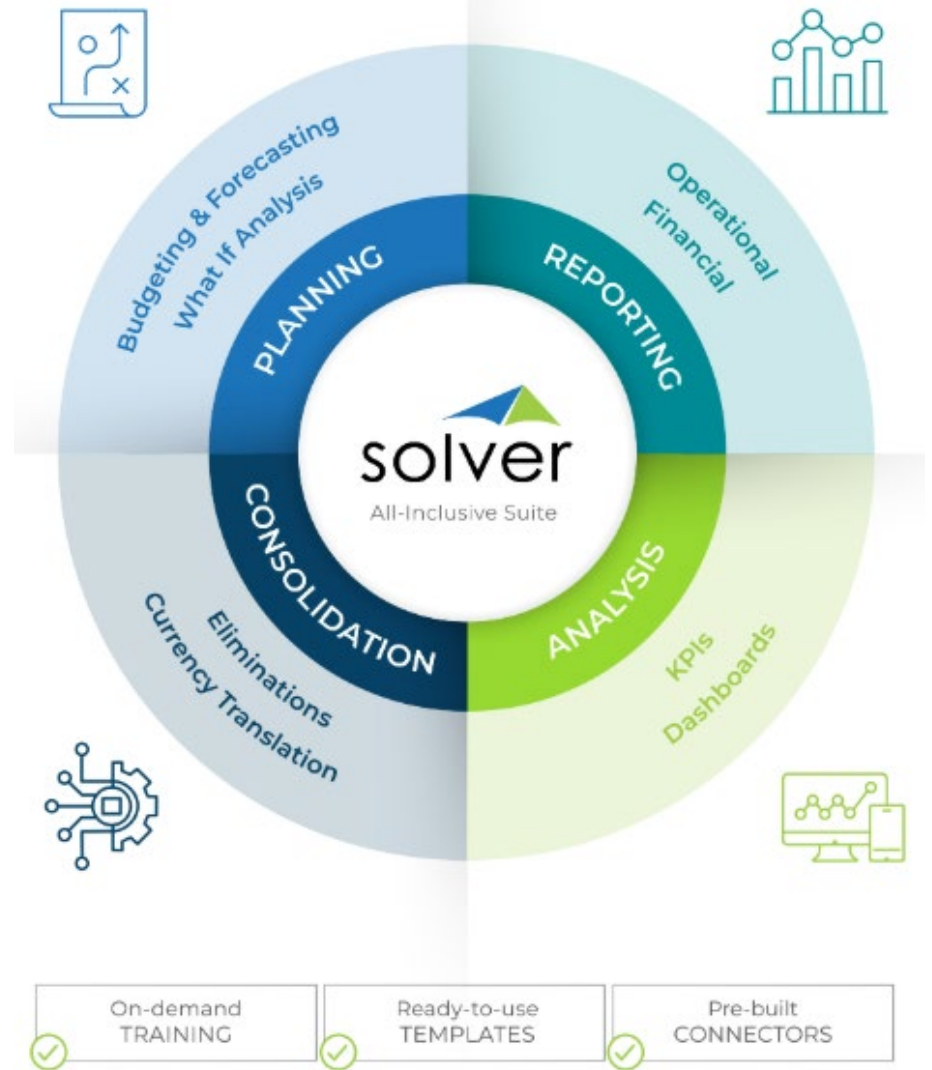 Budgeting & Forecasting
What If Analysis
PLANNING
Operational
Financial
REPORTING
solver
All-Inclusive Suite
CONSOLIDATION
Eliminations
Currency Translation
ANALYSIS
KPIs
Dashboards
On-demand
TRAINING
Ready-to-use
TEMPLATES
Pre-built
CONNECTORS